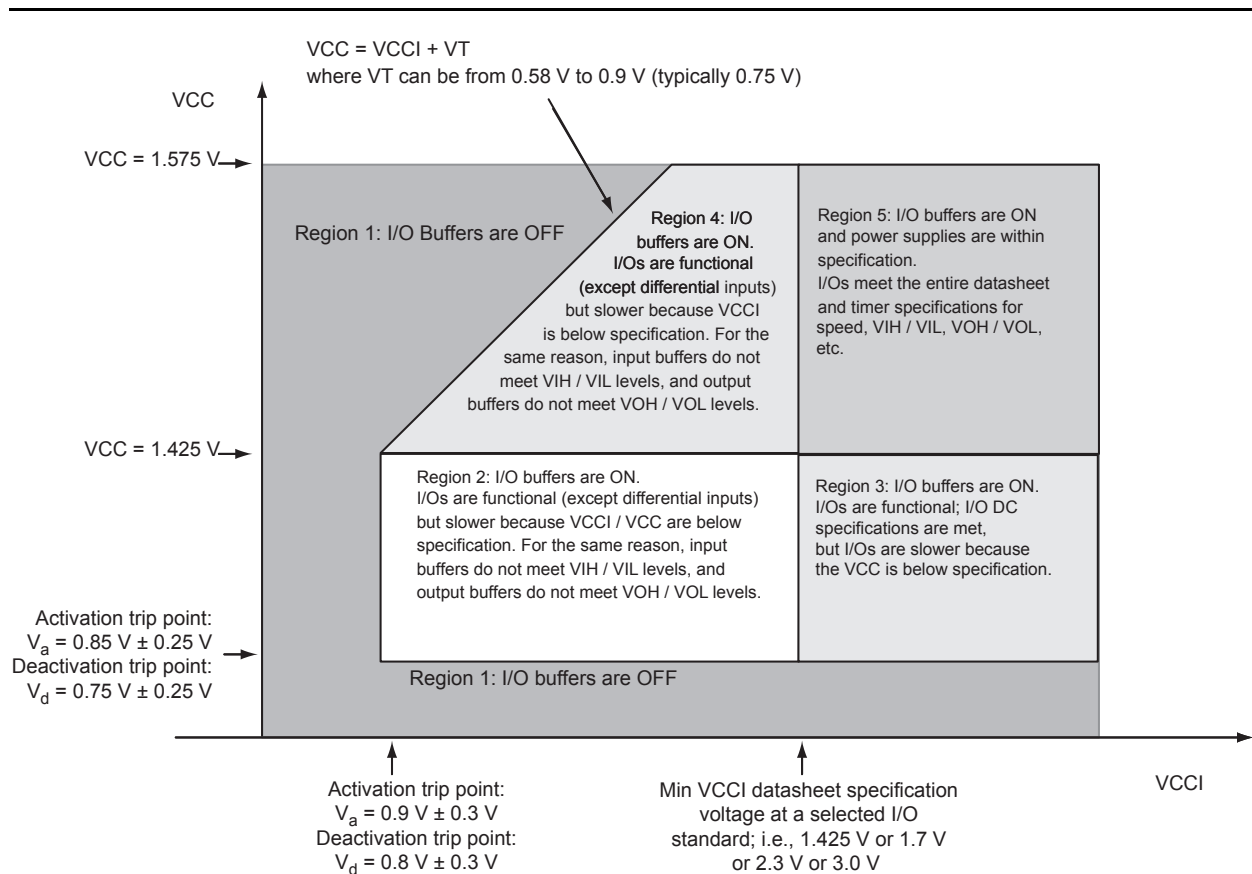 VCC = VCCI + VT
where VT can be from 0.58 V to 0.9 V (typically 0.75 V)
VCC
VCC = 1.575 V
Region 1: I/O Buffers are OFF
Region 4: I/O
buffers are ON.
I/Os are functional
(except differential inputs)
but slower because VCCI
is below specification. For the
same reason, input buffers do not
meet VIH / VIL levels, and output
buffers do not meet VOH / VOL levels.
Region 5: I/O buffers are ON
and power supplies are within
specification.
I/Os meet the entire datasheet
and timer specifications for
speed, VIH / VIL, VOH / VOL,
etc.
VCC = 1.425 V
Region 2: I/O buffers are ON.
I/Os are functional (except differential inputs)
but slower because VCCI / VCC are below
specification. For the same reason, input
buffers do not meet VIH / VIL levels, and
output buffers do not meet VOH / VOL levels.
Region 3: I/O buffers are ON.
I/Os are functional; I/O DC
specifications are met,
but I/Os are slower because
the VCC is below specification.
Activation trip point:
Va = 0.85 V ± 0.25 V
Deactivation trip point:
Vd = 0.75 V ± 0.25 V
Region 1: I/O buffers are OFF
Activation trip point:
Va = 0.9 V ± 0.3 V
Deactivation trip point:
Vd = 0.8 V ± 0.3 V
Min VCCI datasheet specification
voltage at a selected I/O
standard; i.e., 1.425 V or 1.7 V
or 2.3 V or 3.0 V
VCCI